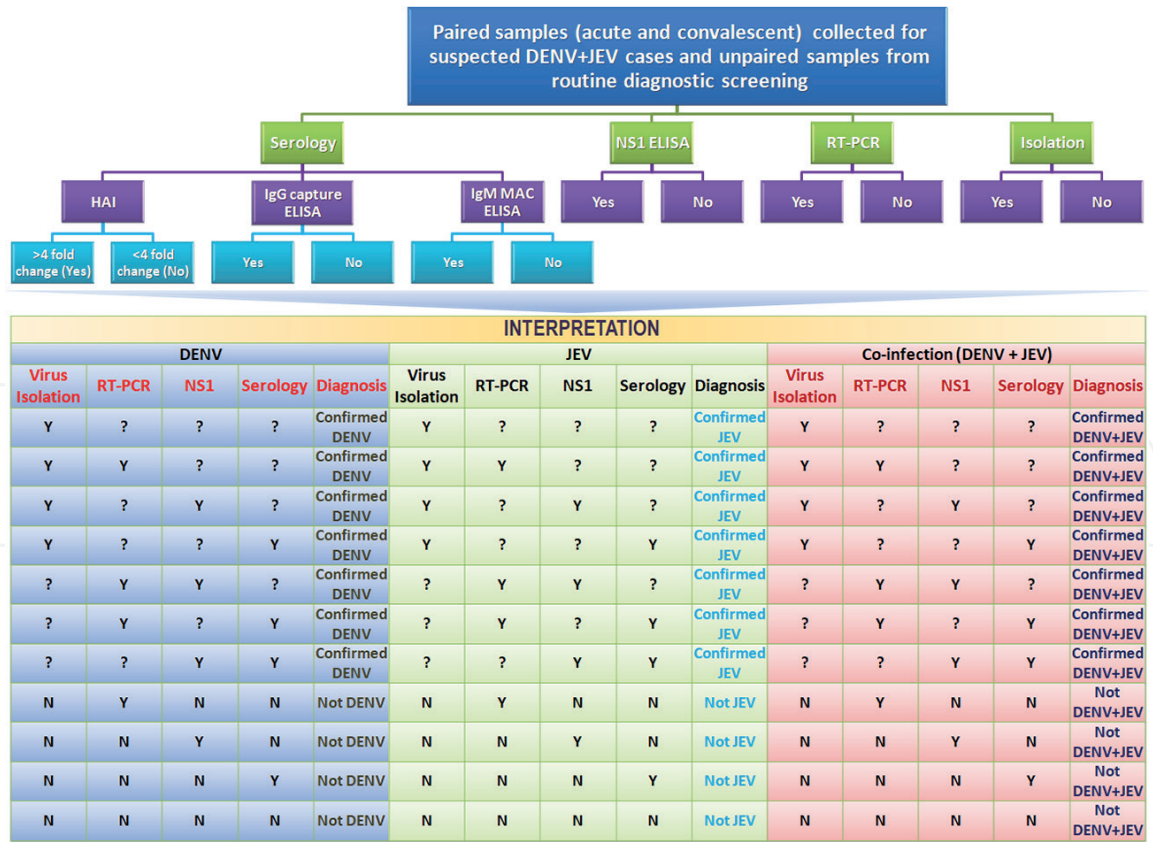 Paired samples (acute and convalescent) collected for
suspected DENV+JEV cases and unpaired samples from
routine diagnostic screening
Serology
NS1 ELISA
RT-PCR
Isolation
HAI
IgG capture
ELISA
IgM MAC
ELISA
Yes
No
Yes
No
Yes
No
>4 fold
change (Yes)
<4 fold
change (No)
Yes
No
Yes
No
INTERPRETATION
DENV JEV Co-infection (DENV + JEV)
Virus Isolation RT-PCR NS1 Serology Diagnosis Virus Isolation RT-PCR NS1 Serology Diagnosis Virus Isolation RT-PCR NS1 Serology Diagnosis
Y ? ? ? Confirmed DENV Y ? ? ? Confirmed JEV Y ? ? ? Confirmed DENV+JEV
Y Y ? ? Confirmed DENV Y Y ? ? Confirmed JEV Y Y ? ? Confirmed DENV+JEV
Y ? Y ? Confirmed DENV Y ? Y ? Confirmed JEV Y ? Y ? Confirmed DENV+JEV
Y ? ? Y Confirmed DENV Y ? ? Y Confirmed JEV Y ? ? Y Confirmed DENV+JEV
? Y Y ? Confirmed DENV ? Y Y ? Confirmed JEV ? Y Y ? Confirmed DENV+JEV
? Y ? Y Confirmed DENV ? Y ? Y Confirmed JEV ? Y ? Y Confirmed DENV+JEV
? ? Y Y Confirmed DENV ? ? Y Y Confirmed JEV ? ? Y Y Confirmed DENV+JEV
N Y N N Not DENV N Y N N Not JEV N Y N N Not DENV+JEV
N N Y N Not DENV N N Y N Not JEV N N Y N Not DENV+JEV
N N N Y Not DENV N N N Y Not JEV N N N Y Not DENV+JEV
N N N N Not DENV N N N N Not JEV N N N N Not DENV+JEV